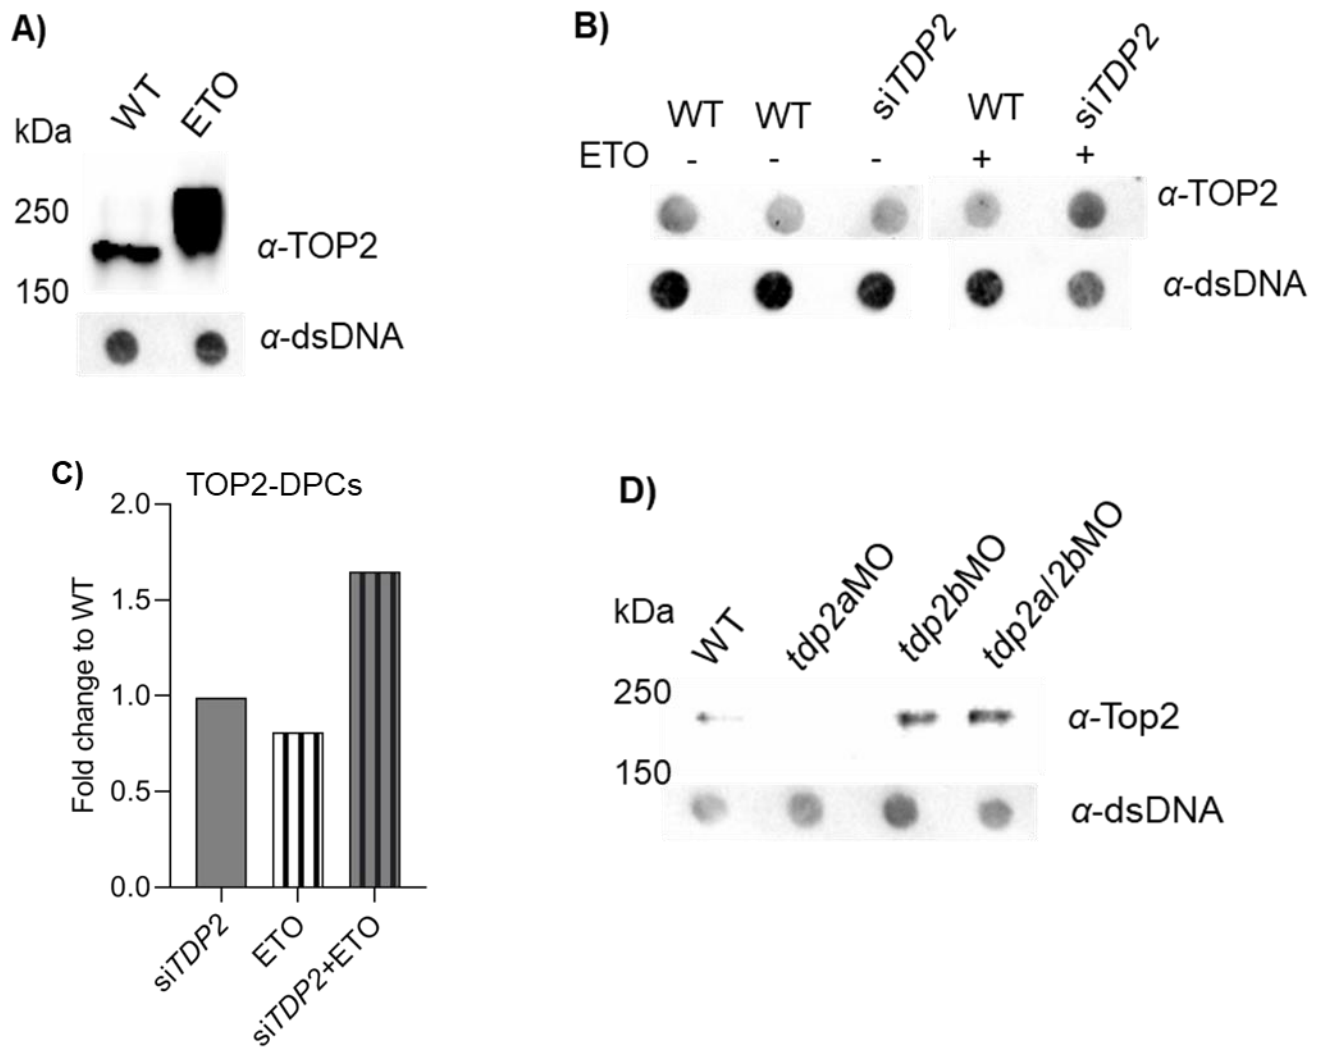 A)
WT ETO
kDa
250
α-TOP2
150
α-dsDNA
B)
WT WT siTDP2 WT siTDP2
ETO - - - + +
α-TOP2
α-dsDNA
C)
TOP2-DPCs
Fold change to WT
2.0
1.5
1.0
0.5
0.0
siTDP2 ETO siTDP2+ETO
D)
WT tdp2aMO tdp2bMO tdp2a/2bMO
kDa
250
α-Top2
150
α-dsDNA